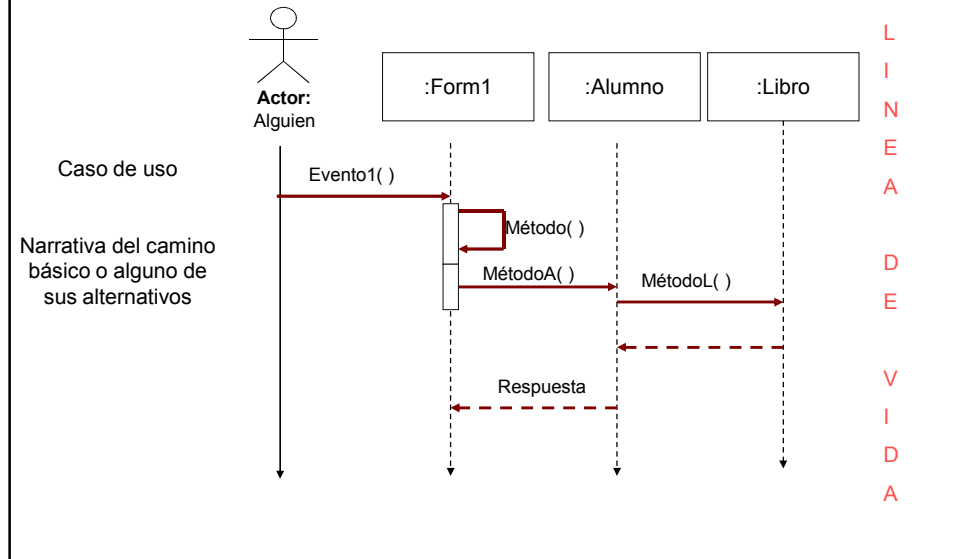 Actor:
Alguien
:Form1
:Alumno
:Libro
Caso de uso
Narrativa del camino
básico o alguno de
sus alternativos
Evento1( )
Método( )
MétodoA( )
MétodoL( )
Respuesta
L
I
N
E
A
D
E
V
I
D
A